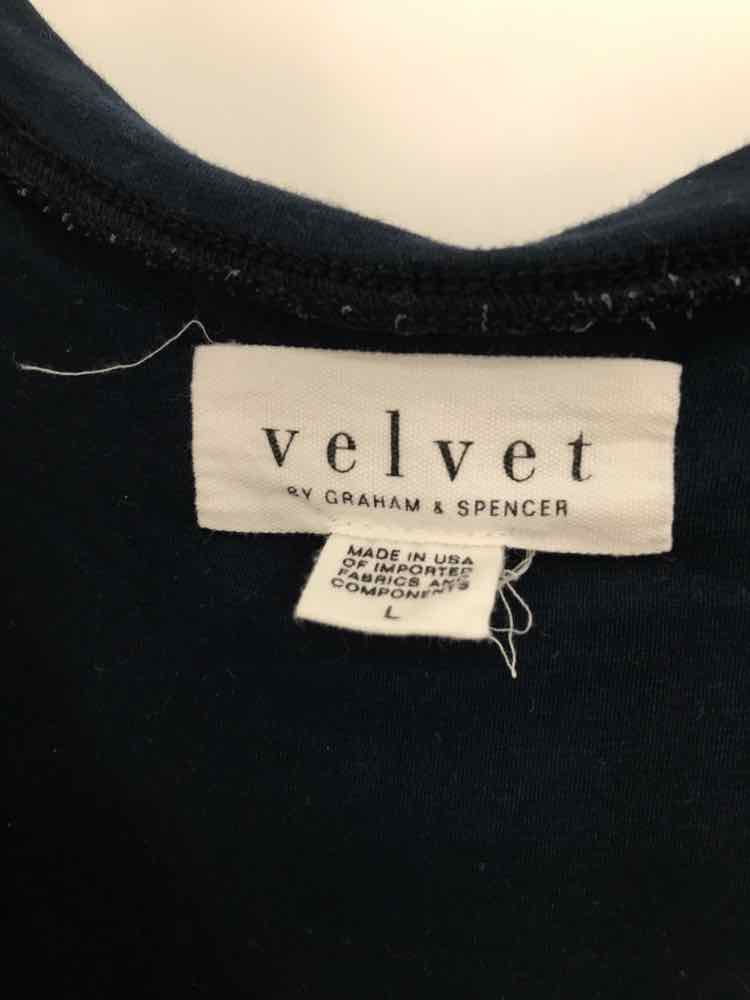 velvet
BY GRAHAM & SPENCER
MADE IN USA
OF IMPORTED
FABRICS AND
COMPONENTS
L